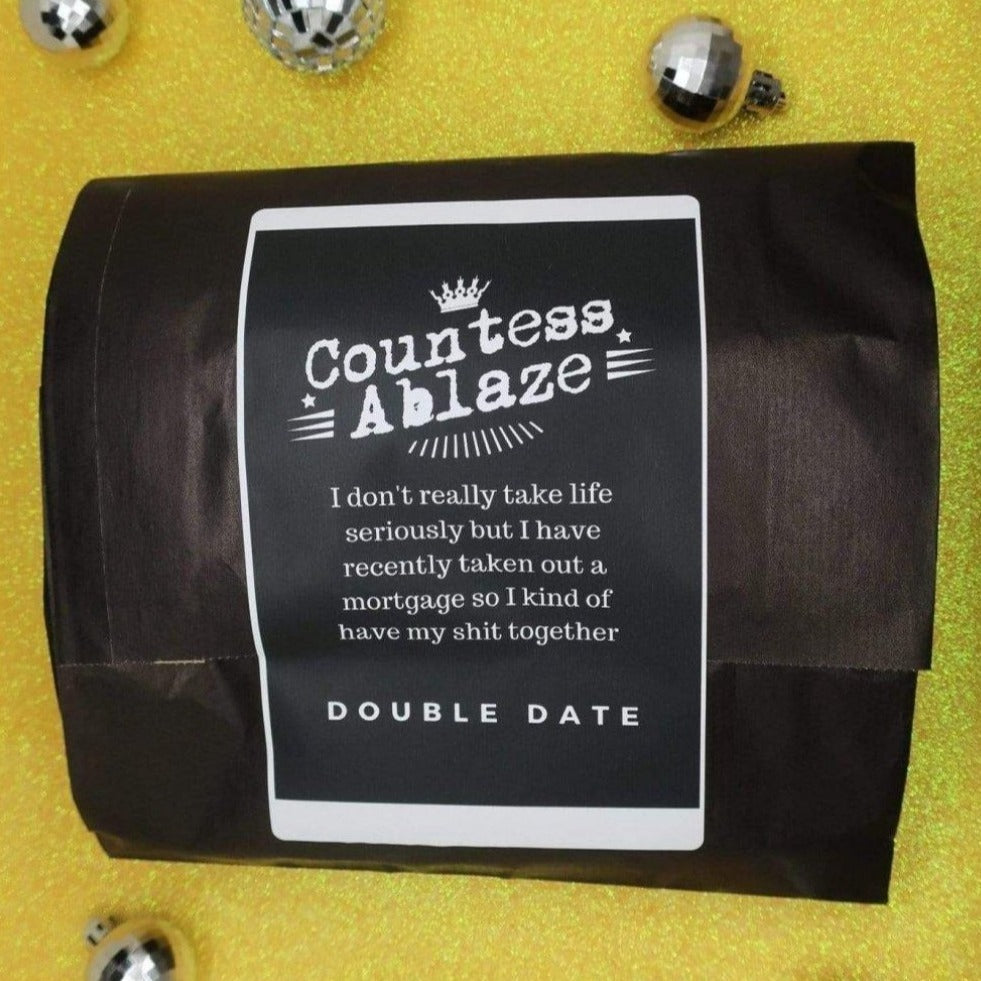 Countess
Ablaze
I don't really take life
seriously but I have
recently taken out a
mortgage so I kind of
have my shit together
DOUBLE DATE